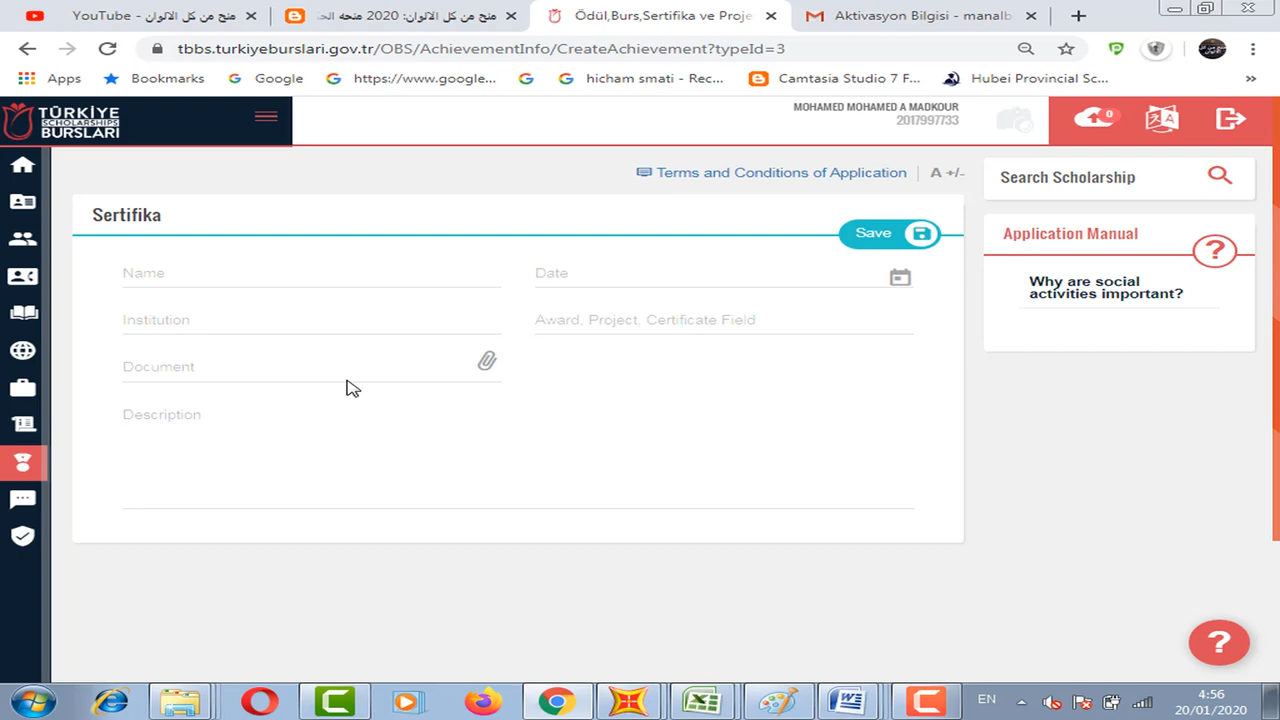 منح من كل الالوان - YouTube
منح من كل الالوان: 2020 منحه الحـ
Ödül,Burs,Sertifika ve Proje
Aktivasyon Bilgisi - manalb
tbbs.turkiyeburslari.gov.tr/OBS/AchievementInfo/CreateAchievement?typeId=3
Apps
Bookmarks
Google
https://www.google...
hicham smati - Rec...
Camtasia Studio 7 F...
Hubei Provincial Sc...
»
TÜRKİYE
SCHOLARSHIPS
BURSLARI
MOHAMED MOHAMED A MADKOUR
2017997733
0
Terms and Conditions of Application
A +/-
Search Scholarship
Sertifika
Save
Application Manual
?
Name
Date
Why are social
activities important?
Institution
Award, Project, Certificate Field
Document
Description
?
EN
4:56
20/01/2020